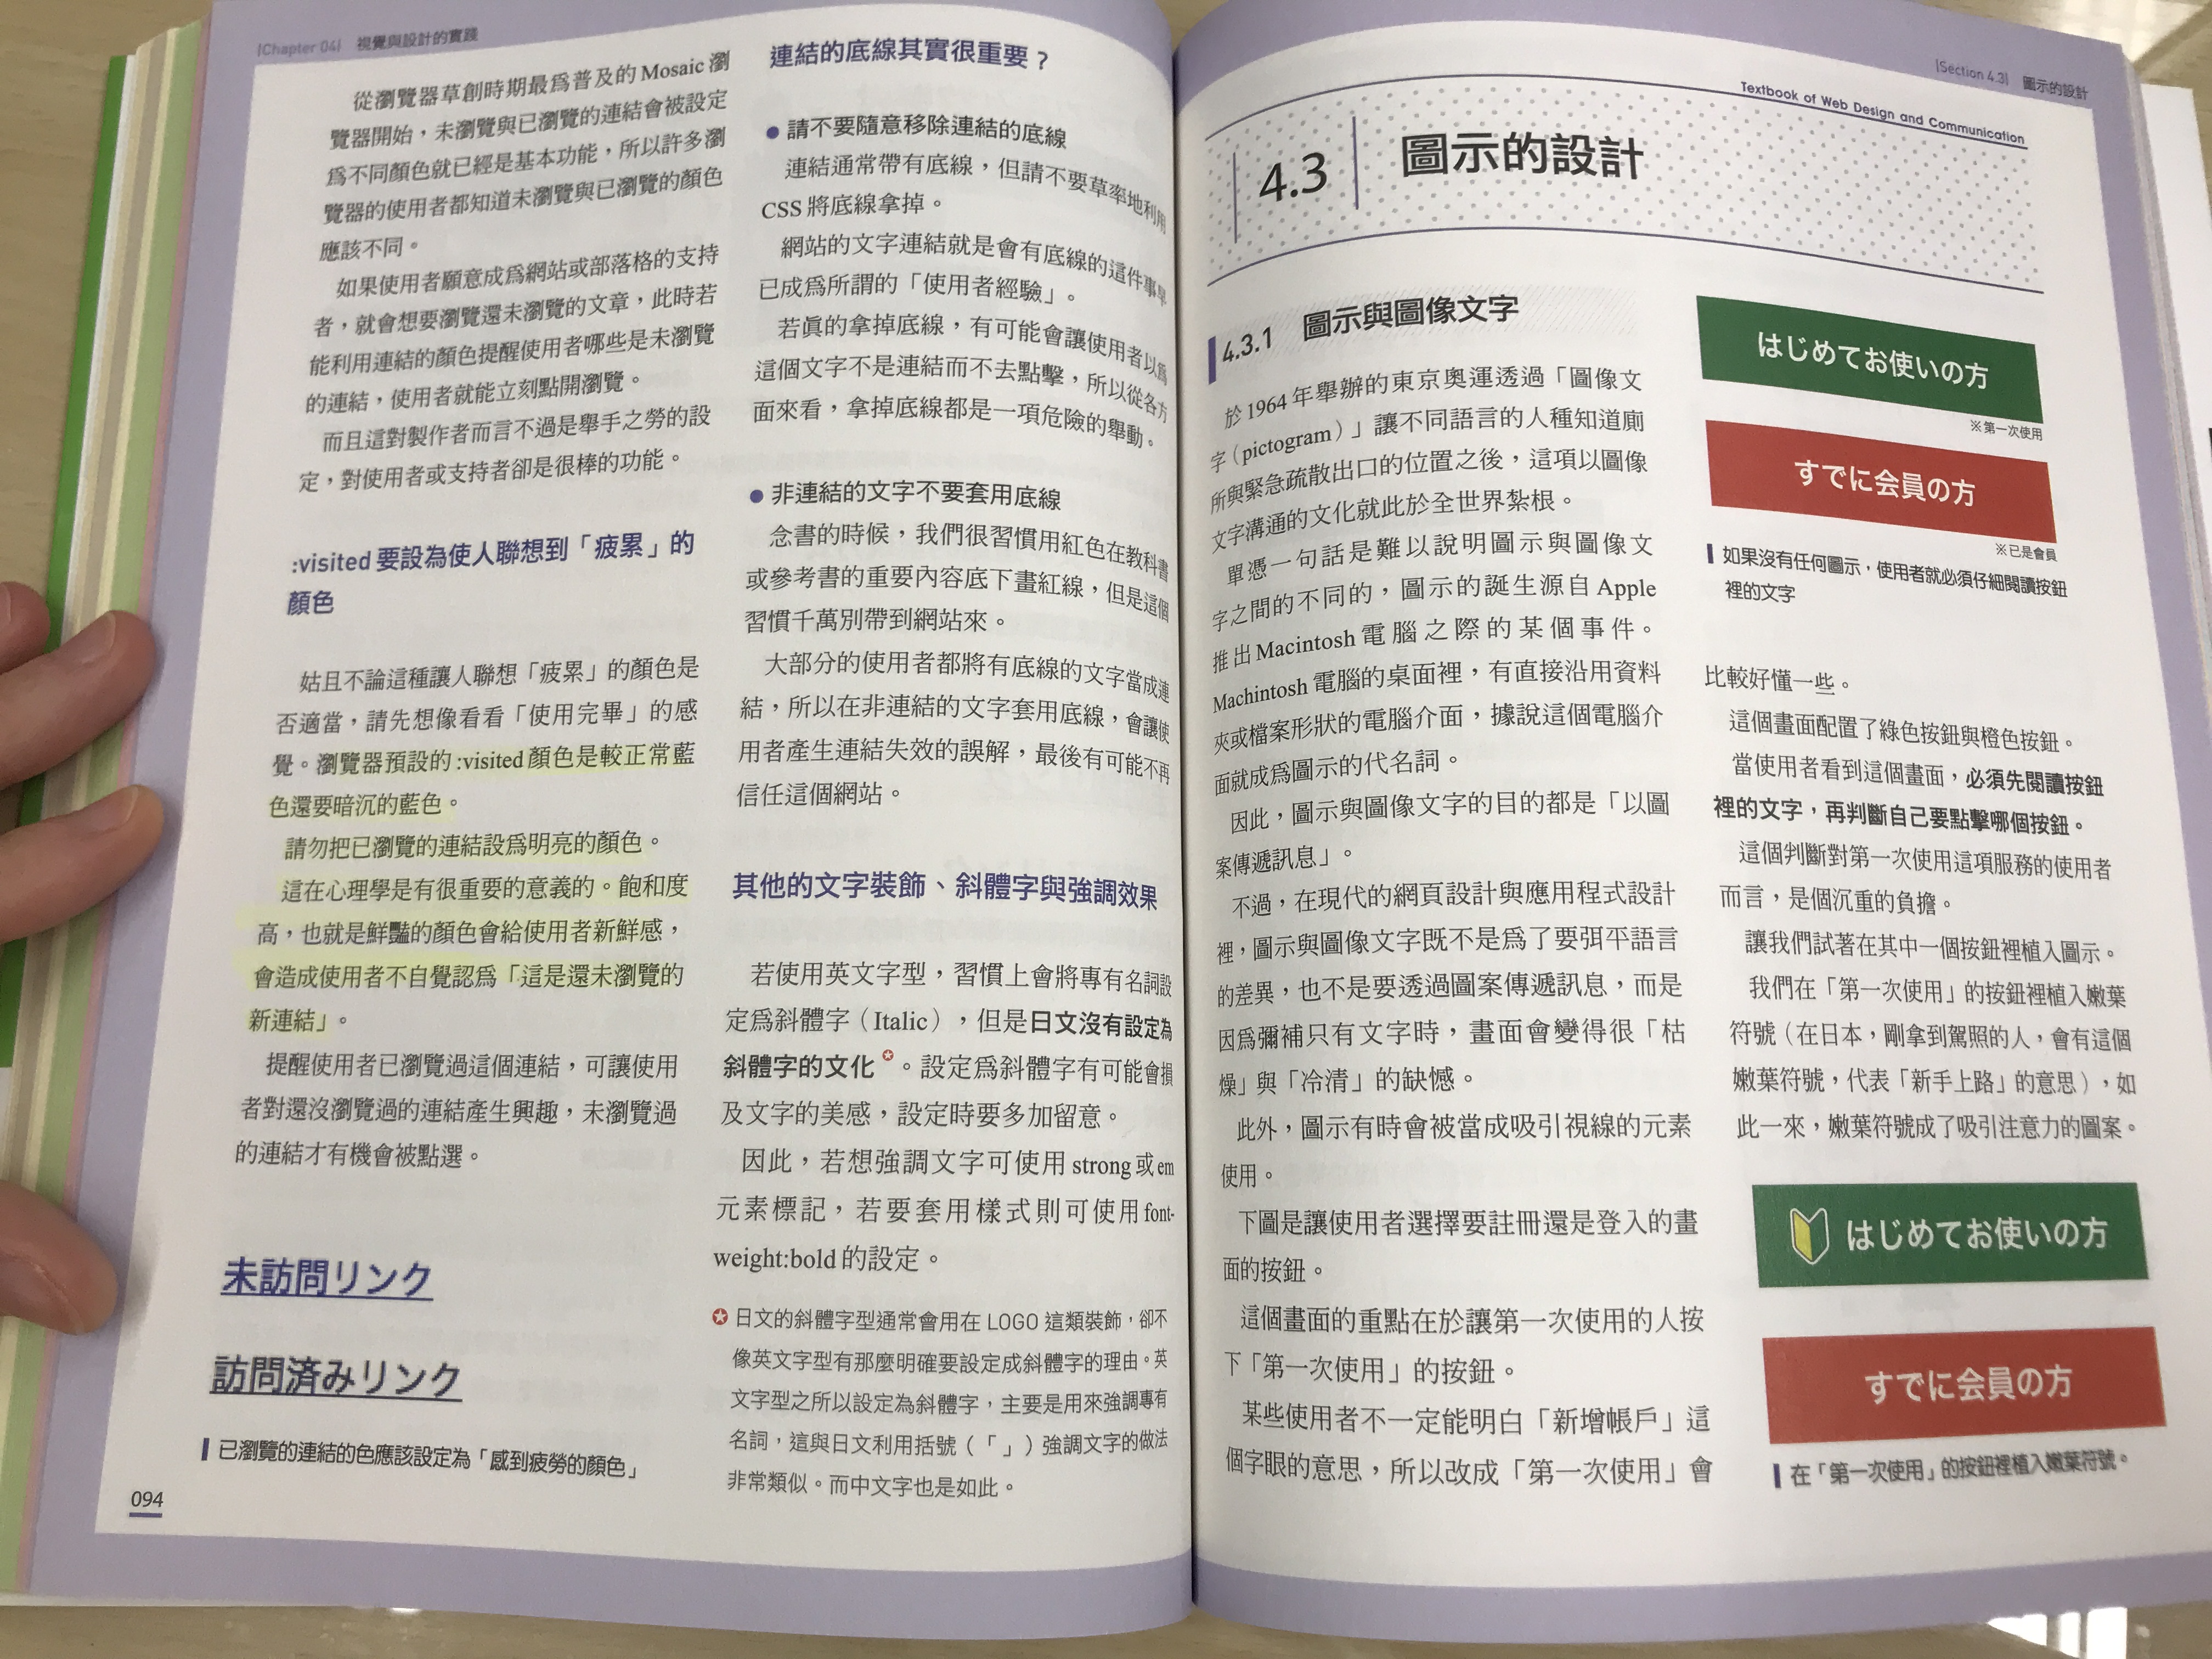 |Chapter 04| 視覺與設計的實踐
從瀏覽器草創時期最爲普及的 Mosaic 瀏
覽器開始，未瀏覽與已瀏覽的連結會被設定
爲不同顏色就已經是基本功能，所以許多瀏
覽器的使用者都知道未瀏覽與已瀏覽的顏色
應該不同。
如果使用者願意成爲網站或部落格的支持
者，就會想要瀏覽還未瀏覽的文章，此時若
能利用連結的顏色提醒使用者哪些是未瀏覽
的連結，使用者就能立刻點開瀏覽。
而且這對製作者而言不過是舉手之勞的設
定，對使用者或支持者卻是很棒的功能。
:visited 要設為使人聯想到「疲累」的
顏色
姑且不論這種讓人聯想「疲累」的顏色是
否適當，請先想像看看「使用完畢」的感
覺。瀏覽器預設的 :visited 顏色是較正常藍
色還要暗沉的藍色。
請勿把已瀏覽的連結設爲明亮的顏色。
這在心理學是有很重要的意義的。飽和度
高，也就是鮮豔的顏色會給使用者新鮮感，
會造成使用者不自覺認爲「這是還未瀏覽的
新連結」。
提醒使用者已瀏覽過這個連結，可讓使用
者對還沒瀏覽過的連結產生興趣，未瀏覽過
的連結才有機會被點選。
未訪問リンク
訪問済みリンク
已瀏覽的連結的色應該設定為「感到疲勞的顏色」
094
連結的底線其實很重要？
● 請不要隨意移除連結的底線
連結通常帶有底線，但請不要草率地利用
CSS 將底線拿掉。
網站的文字連結就是會有底線的這件事早
已成爲所謂的「使用者經驗」。
若眞的拿掉底線，有可能會讓使用者以爲
這個文字不是連結而不去點擊，所以從各方
面來看，拿掉底線都是一項危險的舉動。
● 非連結的文字不要套用底線
念書的時候，我們很習慣用紅色在教科書
或參考書的重要內容底下畫紅線，但是這個
習慣千萬別帶到網站來。
大部分的使用者都將有底線的文字當成連
結，所以在非連結的文字套用底線，會讓使
用者產生連結失效的誤解，最後有可能不再
信任這個網站。
其他的文字裝飾、斜體字與強調效果
若使用英文字型，習慣上會將專有名詞設
定爲斜體字（Italic），但是日文沒有設定為
斜體字的文化✪。設定爲斜體字有可能會損
及文字的美感，設定時要多加留意。
因此，若想強調文字可使用 strong 或 em
元素標記，若要套用樣式則可使用 font-
weight:bold 的設定。
✪ 日文的斜體字型通常會用在 LOGO 這類裝飾，卻不
像英文字型有那麼明確要設定成斜體字的理由。英
文字型之所以設定為斜體字，主要是用來強調專有
名詞，這與日文利用括號（「」）強調文字的做法
非常類似。而中文字也是如此。
|Section 4.3| 圖示的設計
Textbook of Web Design and Communication
4.3 圖示的設計
4.3.1 圖示與圖像文字
於 1964 年舉辦的東京奧運透過「圖像文
字（pictogram）」讓不同語言的人種知道廁
所與緊急疏散出口的位置之後，這項以圖像
文字溝通的文化就此於全世界紮根。
單憑一句話是難以說明圖示與圖像文
字之間的不同的，圖示的誕生源自 Apple
推出 Macintosh 電腦之際的某個事件。
Machintosh 電腦的桌面裡，有直接沿用資料
夾或檔案形狀的電腦介面，據說這個電腦介
面就成爲圖示的代名詞。
因此，圖示與圖像文字的目的都是「以圖
案傳遞訊息」。
不過，在現代的網頁設計與應用程式設計
裡，圖示與圖像文字既不是爲了要弭平語言
的差異，也不是要透過圖案傳遞訊息，而是
因爲彌補只有文字時，畫面會變得很「枯
燥」與「冷清」的缺憾。
此外，圖示有時會被當成吸引視線的元素
使用。
下圖是讓使用者選擇要註冊還是登入的畫
面的按鈕。
這個畫面的重點在於讓第一次使用的人按
下「第一次使用」的按鈕。
某些使用者不一定能明白「新增帳戶」這
個字眼的意思，所以改成「第一次使用」會
はじめてお使いの方
※第一次使用
すでに会員の方
※已是會員
如果沒有任何圖示，使用者就必須仔細閱讀按鈕
裡的文字
比較好懂一些。
這個畫面配置了綠色按鈕與橙色按鈕。
當使用者看到這個畫面，必須先閱讀按鈕
裡的文字，再判斷自己要點擊哪個按鈕。
這個判斷對第一次使用這項服務的使用者
而言，是個沉重的負擔。
讓我們試著在其中一個按鈕裡植入圖示。
我們在「第一次使用」的按鈕裡植入嫩葉
符號（在日本，剛拿到駕照的人，會有這個
嫩葉符號，代表「新手上路」的意思），如
此一來，嫩葉符號成了吸引注意力的圖案。
はじめてお使いの方
すでに会員の方
在「第一次使用」的按鈕裡植入嫩葉符號。